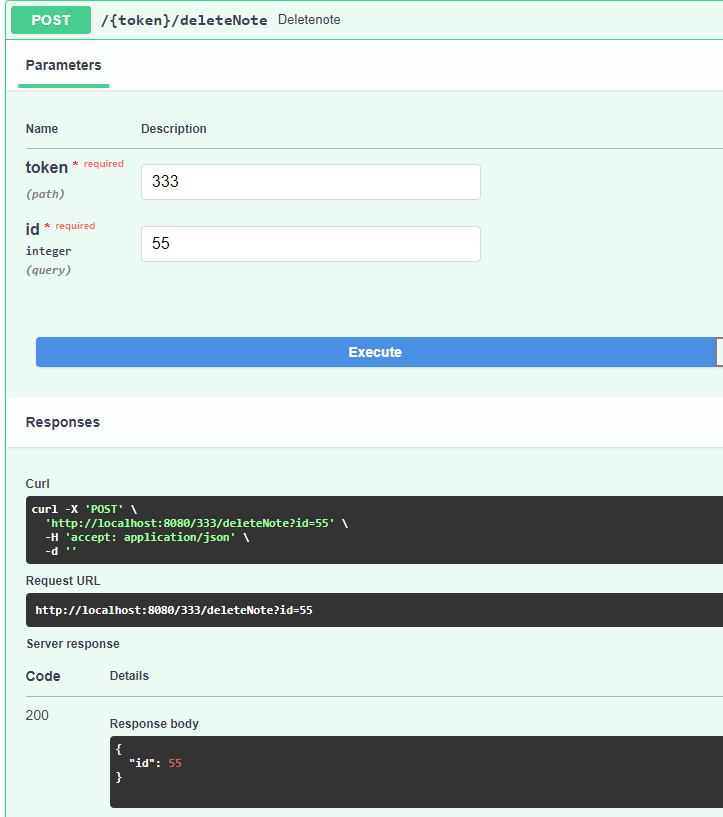 POST /{token}/deleteNote Deletenote
Parameters
Name Description
token * required
(path)
333
id * required
integer
(query)
55
Execute
Responses
Curl
curl -X 'POST' \
  'http://localhost:8080/333/deleteNote?id=55' \
  -H 'accept: application/json' \
  -d ''
Request URL
http://localhost:8080/333/deleteNote?id=55
Server response
Code Details
200
Response body
{
  "id": 55
}